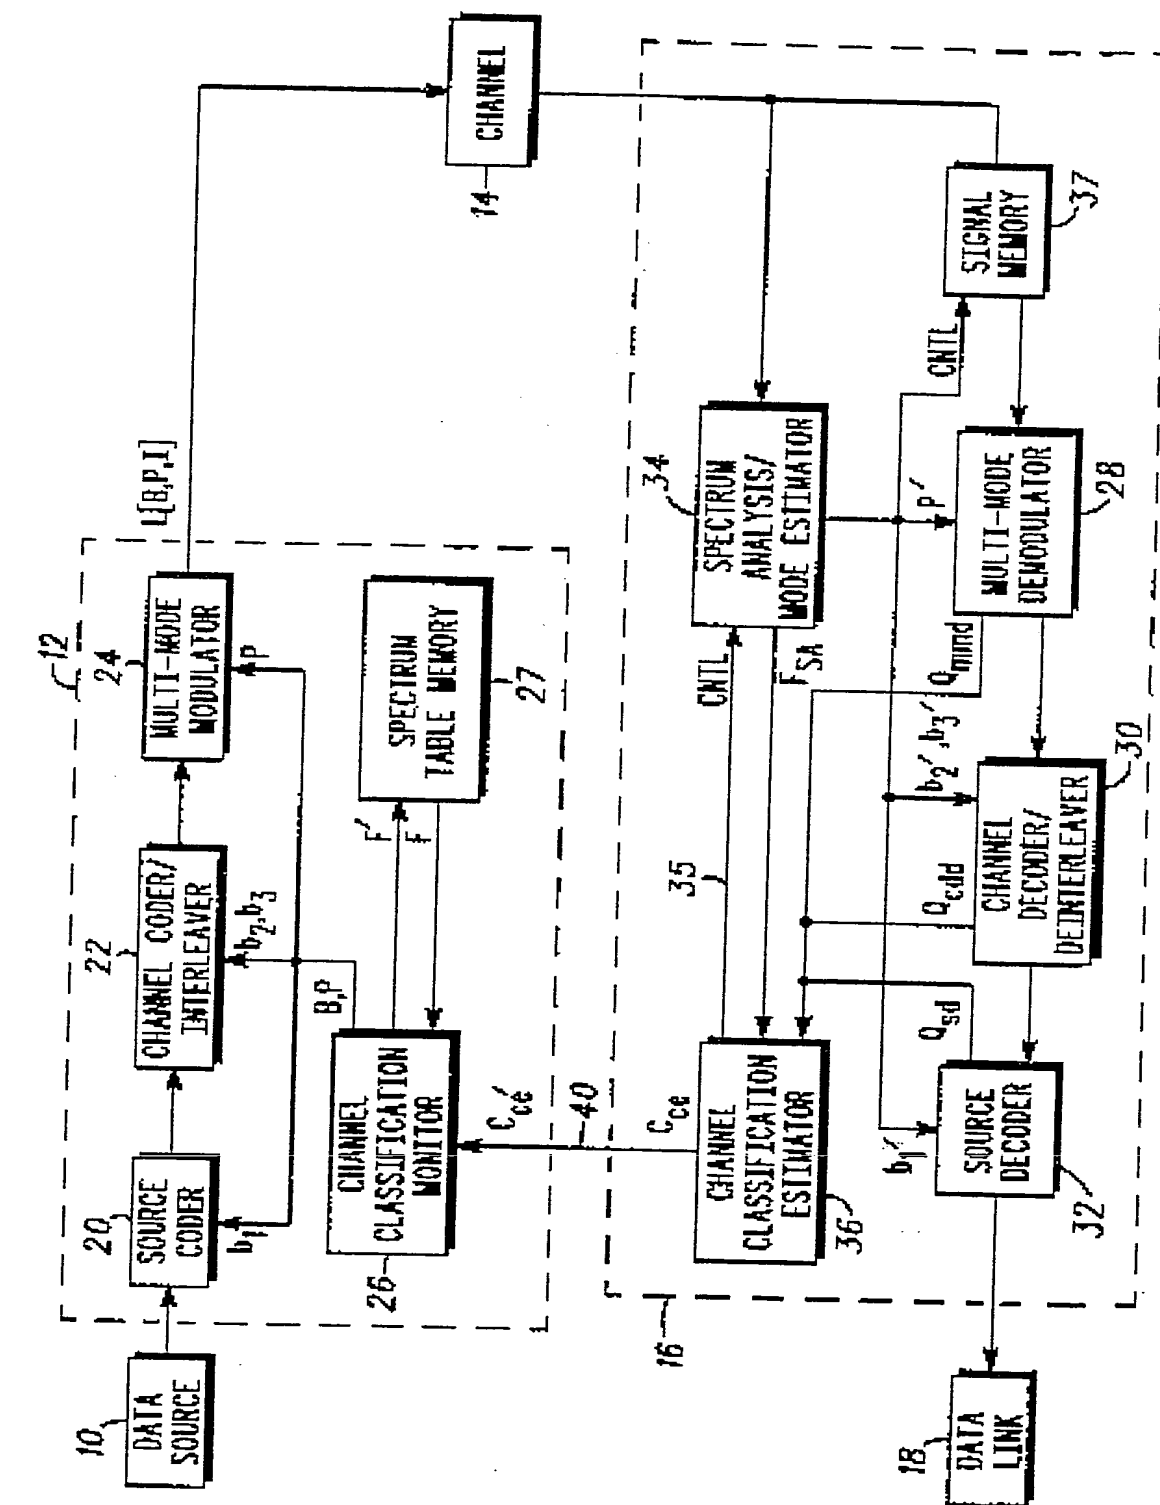 10
DATA
SOURCE
12
20
SOURCE
CODER
b1
22
CHANNEL CODER/
INTERLEAVER
b2,b3
24
MULTI-MODE
MODULATOR
P
L[B,P,I]
26
CHANNEL
CLASSIFICATION
MONITOR
B,P
F'
F
SPECTRUM
TABLE MEMORY
27
CHANNEL
14
C'ce
40
Cce
16
CHANNEL
CLASSIFICATION
ESTIMATOR
36
35
CNTL
FSA
34
SPECTRUM
ANALYSIS/
MODE ESTIMATOR
CNTL
SIGNAL
MEMORY
37
P'
MULTI-MODE
DEMODULATOR
28
Qmmd
b2',b3'
CHANNEL
DECODER/
DEINTERLEAVER
30
Qcdd
Qsd
b1'
SOURCE
DECODER
32
18
DATA
LINK